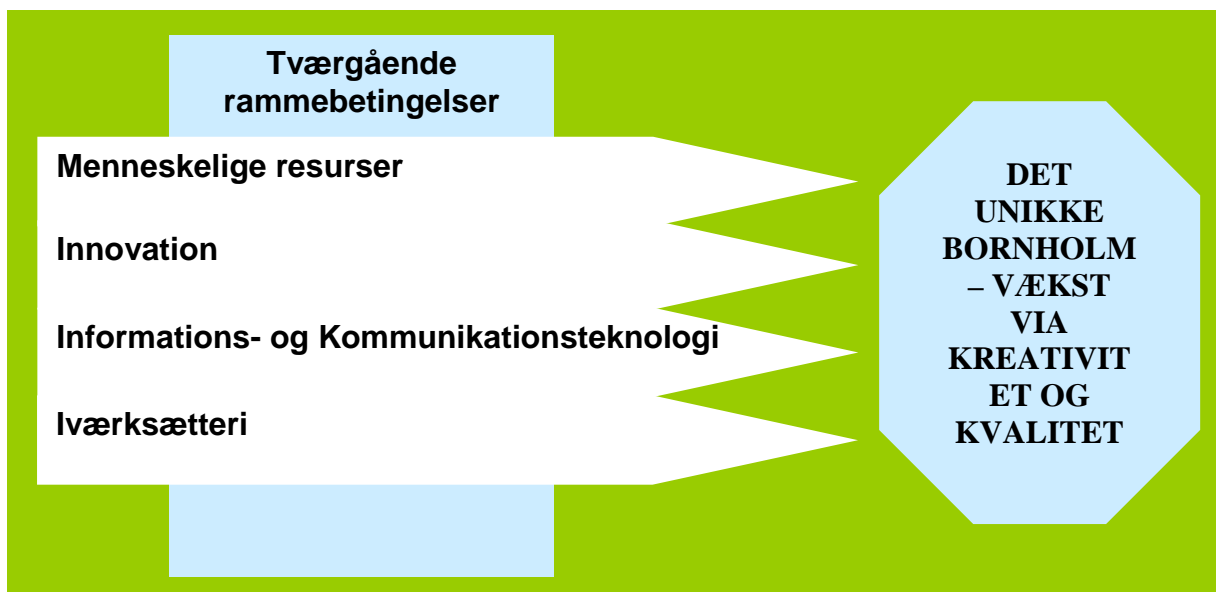 Tværgående
rammebetingelser
Menneskelige resurser
Innovation
Informations- og Kommunikationsteknologi
Iværksætteri
DET
UNIKKE
BORNHOLM
– VÆKST
VIA
KREATIVIT
ET OG
KVALITET